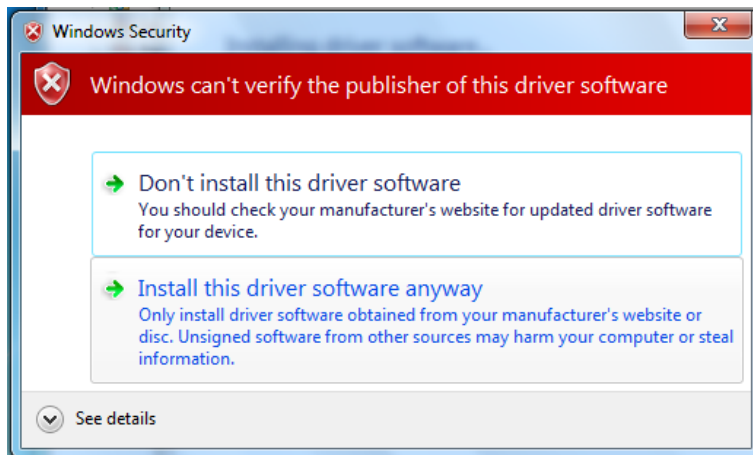 Windows Security
Windows can't verify the publisher of this driver software
Don't install this driver software
You should check your manufacturer's website for updated driver software
for your device.
Install this driver software anyway
Only install driver software obtained from your manufacturer's website or
disc. Unsigned software from other sources may harm your computer or steal
information.
See details